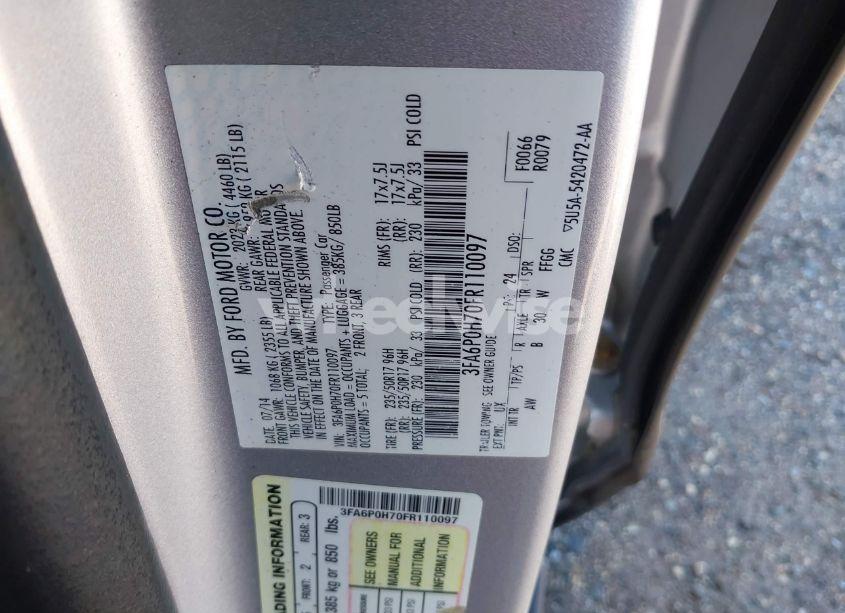 MFD. BY FORD MOTOR CO.
DATE: 07/14 GVWR: KG ( 4460 LB)
FRONT GAWR: 1068 KG ( 2355 LB) REAR GAWR: KG ( 2115 LB)
THIS VEHICLE CONFORMS TO ALL APPLICABLE FEDERAL MOTOR
VEHICLE SAFETY, BUMPER, AND THEFT PREVENTION STANDARDS
IN EFFECT ON THE DATE OF MANUFACTURE SHOWN ABOVE.
VIN: 3FA6P0H70FR110097 TYPE: Passenger Car
MAXIMUM LOAD = OCCUPANTS + LUGGAGE = 385KG/ 850LB
OCCUPANTS = 5 TOTAL: 2 FRONT, 3 REAR
TIRE (FR): 235/50R17 96H RIMS (FR): 17x7.5J
(RR): 235/50R17 96H (RR): 17x7.5J
PRESSURE (FR): 230 kPa/ 33 PSI COLD (RR): 230 kPa/ 33 PSI COLD
3FA6P0H70FR110097
TRAILER TOWING: SEE OWNER GUIDE
F0066
R0079
EXT PNT: UX RC: 24 DSO:
INT TR TP/PS R AXLE TR SPR
AW B 30 W FFGG
CMC 5U5A-5420472-AA
vinedvice
LOADING INFORMATION
FRONT: 2 REAR: 3
385 kg or 850 lbs.
3FA6P0H70FR110097
SEE OWNERS
MANUAL FOR
ADDITIONAL
INFORMATION